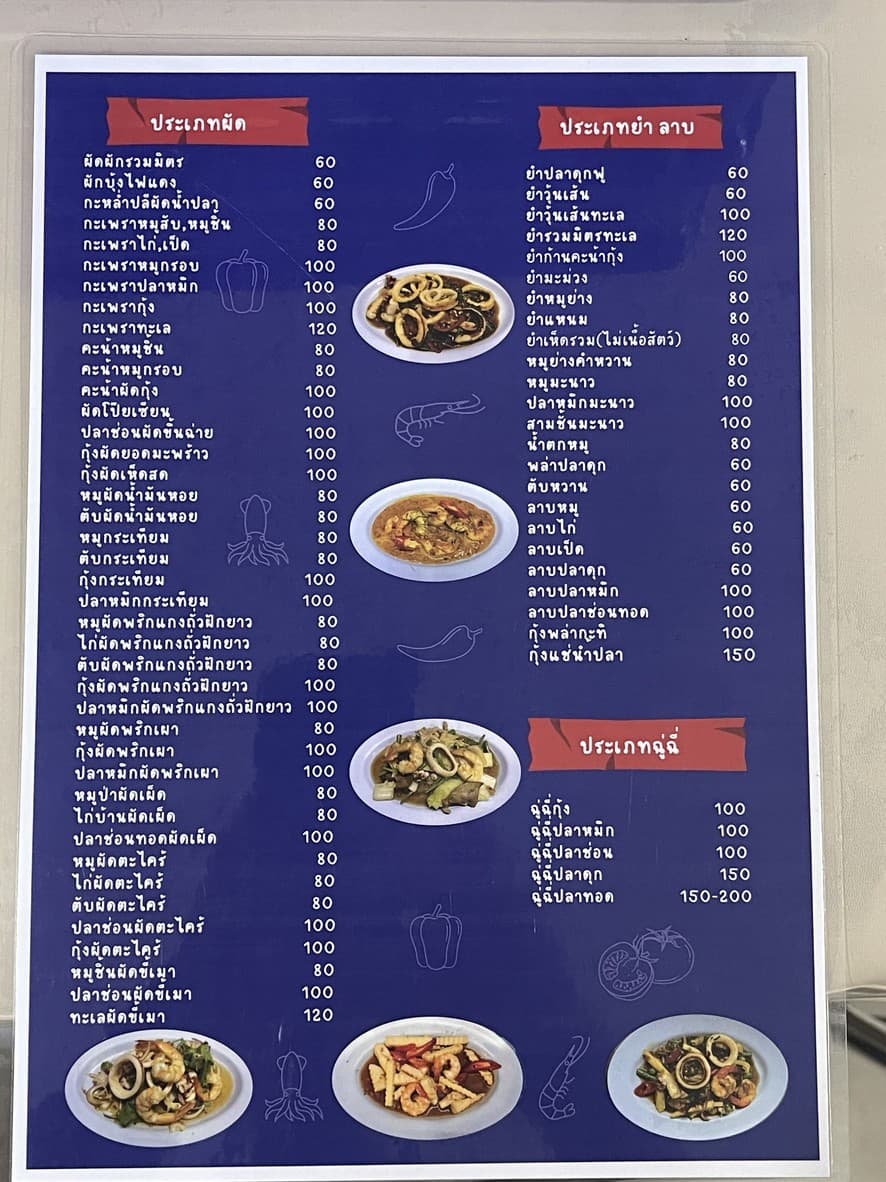 ประเภทผัด
ผัดผักรวมมิตร 60
ผักบุ้งไฟแดง 60
กะหล่ำปลีผัดน้ำปลา 60
กะเพราหมูสับ,หมูชิ้น 80
กะเพราไก่,เป็ด 80
กะเพราหมูกรอบ 100
กะเพราปลาหมึก 100
กะเพรากุ้ง 100
กะเพราทะเล 120
คะน้าหมูชิ้น 80
คะน้าหมูกรอบ 80
คะน้าผัดกุ้ง 100
ผัดโป๊ยเซียน 100
ปลาช่อนผัดขึ้นฉ่าย 100
กุ้งผัดยอดมะพร้าว 100
กุ้งผัดเห็ดสด 100
หมูผัดน้ำมันหอย 80
ตับผัดน้ำมันหอย 80
หมูกระเทียม 80
ตับกระเทียม 80
กุ้งกระเทียม 100
ปลาหมึกกระเทียม 100
หมูผัดพริกแกงถั่วฝักยาว 80
ไก่ผัดพริกแกงถั่วฝักยาว 80
ตับผัดพริกแกงถั่วฝักยาว 80
กุ้งผัดพริกแกงถั่วฝักยาว 100
ปลาหมึกผัดพริกแกงถั่วฝักยาว 100
หมูผัดพริกเผา 80
กุ้งผัดพริกเผา 100
ปลาหมึกผัดพริกเผา 100
หมูป่าผัดเผ็ด 80
ไก่บ้านผัดเผ็ด 80
ปลาช่อนทอดผัดเผ็ด 100
หมูผัดตะไคร้ 80
ไก่ผัดตะไคร้ 80
ตับผัดตะไคร้ 80
ปลาช่อนผัดตะไคร้ 100
กุ้งผัดตะไคร้ 100
หมูชิ้นผัดขี้เมา 80
ปลาช่อนผัดขี้เมา 100
ทะเลผัดขี้เมา 120
ประเภทยำ ลาบ
ยำปลาดุกฟู 60
ยำวุ้นเส้น 60
ยำวุ้นเส้นทะเล 100
ยำรวมมิตรทะเล 120
ยำก้านคะน้ากุ้ง 100
ยำมะม่วง 60
ยำหมูย่าง 80
ยำแหนม 80
ยำเห็ดรวม(ไม่เนื้อสัตว์) 80
หมูย่างคำหวาน 80
หมูมะนาว 80
ปลาหมึกมะนาว 100
สามชั้นมะนาว 100
น้ำตกหมู 80
พล่าปลาดุก 60
ตับหวาน 60
ลาบหมู 60
ลาบไก่ 60
ลาบเป็ด 60
ลาบปลาดุก 60
ลาบปลาหมึก 100
ลาบปลาช่อนทอด 100
กุ้งพล่ากะทิ 100
กุ้งแช่น้ำปลา 150
ประเภทฉู่ฉี่
ฉู่ฉี่กุ้ง 100
ฉู่ฉี่ปลาหมึก 100
ฉู่ฉี่ปลาช่อน 100
ฉู่ฉี่ปลาดุก 150
ฉู่ฉี่ปลาทอด 150-200